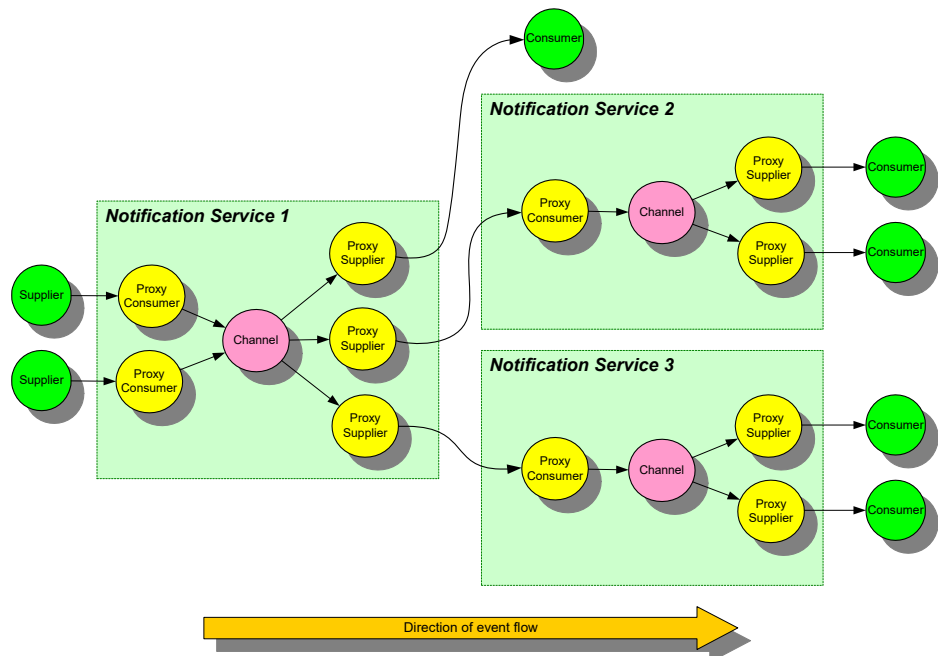 Consumer
Notification Service 2
Proxy
Supplier
Consumer
Proxy
Consumer
Channel
Proxy
Supplier
Consumer
Notification Service 1
Proxy
Supplier
Supplier
Proxy
Consumer
Channel
Proxy
Supplier
Supplier
Proxy
Consumer
Proxy
Supplier
Notification Service 3
Proxy
Supplier
Consumer
Proxy
Consumer
Channel
Proxy
Supplier
Consumer
Direction of event flow